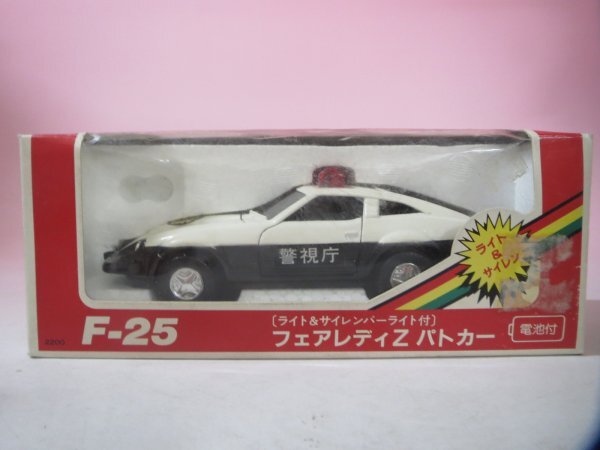 警視庁
ライト
&
サイレン
F-25
〔ライト&サイレンバーライト付〕
フェアレディZ パトカー
電池付
2200